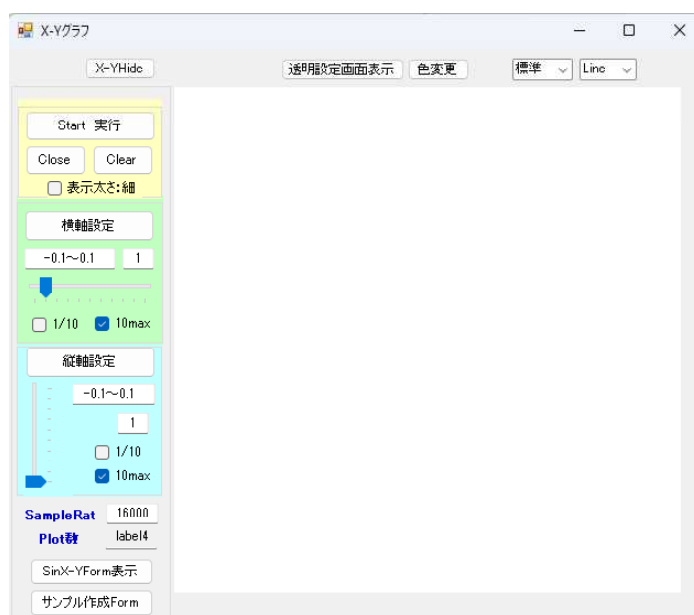 X-Yグラフ
X-YHide 透明設定画面表示 色変更 標準 Line
Start 実行
Close Clear
表示太さ:細
横軸設定
-0.1~0.1 1
1/10 10max
縦軸設定
-0.1~0.1
1
1/10
10max
SampleRat 16000
Plot数 label4
SinX-YForm表示
サンプル作成Form